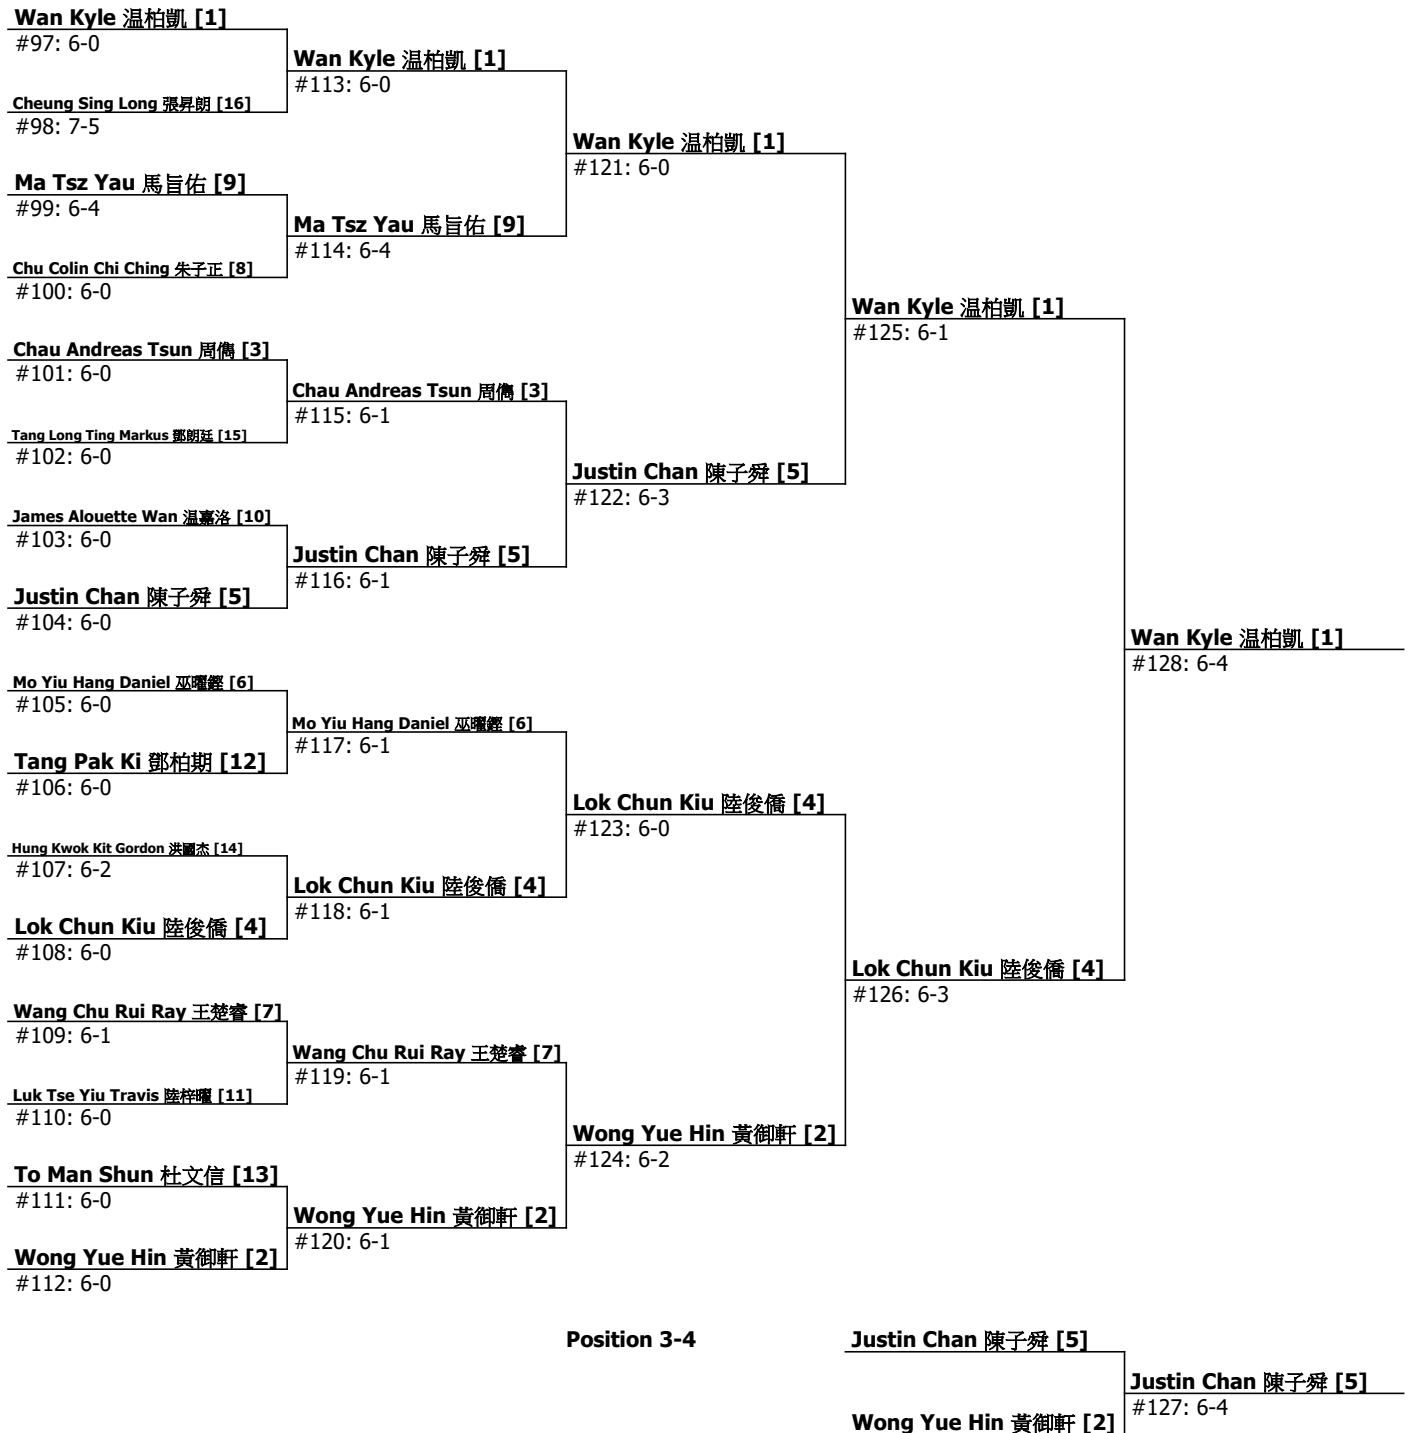 Wan Kyle 温柏凱 [1]
#97: 6-0
Cheung Sing Long 張昇朗 [16]
#98: 7-5
Ma Tsz Yau 馬旨佑 [9]
#99: 6-4
Chu Colin Chi Ching 朱子正 [8]
#100: 6-0
Chau Andreas Tsun 周儁 [3]
#101: 6-0
Tang Long Ting Markus 鄧朗廷 [15]
#102: 6-0
James Alouette Wan 温嘉洛 [10]
#103: 6-0
Justin Chan 陳子舜 [5]
#104: 6-0
Mo Yiu Hang Daniel 巫曜鏗 [6]
#105: 6-0
Tang Pak Ki 鄧柏期 [12]
#106: 6-0
Hung Kwok Kit Gordon 洪國杰 [14]
#107: 6-2
Lok Chun Kiu 陸俊僑 [4]
#108: 6-0
Wang Chu Rui Ray 王楚睿 [7]
#109: 6-1
Luk Tse Yiu Travis 陸梓曜 [11]
#110: 6-0
To Man Shun 杜文信 [13]
#111: 6-0
Wong Yue Hin 黃御軒 [2]
#112: 6-0
Wan Kyle 温柏凱 [1]
#113: 6-0
Ma Tsz Yau 馬旨佑 [9]
#114: 6-4
Chau Andreas Tsun 周儁 [3]
#115: 6-1
Justin Chan 陳子舜 [5]
#116: 6-1
Mo Yiu Hang Daniel 巫曜鏗 [6]
#117: 6-1
Lok Chun Kiu 陸俊僑 [4]
#118: 6-1
Wang Chu Rui Ray 王楚睿 [7]
#119: 6-1
Wong Yue Hin 黃御軒 [2]
#120: 6-1
Wan Kyle 温柏凱 [1]
#121: 6-0
Justin Chan 陳子舜 [5]
#122: 6-3
Lok Chun Kiu 陸俊僑 [4]
#123: 6-0
Wong Yue Hin 黃御軒 [2]
#124: 6-2
Wan Kyle 温柏凱 [1]
#125: 6-1
Lok Chun Kiu 陸俊僑 [4]
#126: 6-3
Wan Kyle 温柏凱 [1]
#128: 6-4
Position 3-4
Justin Chan 陳子舜 [5]
Wong Yue Hin 黃御軒 [2]
Justin Chan 陳子舜 [5]
#127: 6-4